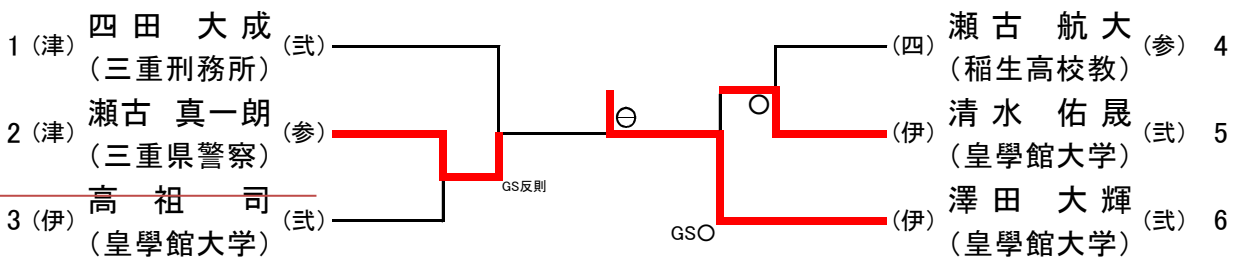 1 (津) 四田 大成 (弐)
(三重刑務所)
2 (津) 瀬古 真一朗 (参)
(三重県警察)
3 (伊) 高祖 司 (弐)
(皇學館大学)
GS反則
GS○
(四) 瀬古 航大 (参) 4
(稲生高校教)
(伊) 清水 佑晟 (弐) 5
(皇學館大学)
(伊) 澤田 大輝 (弐) 6
(皇學館大学)